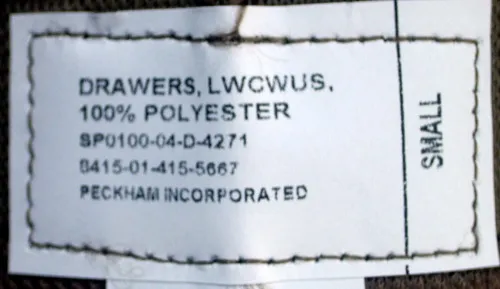 DRAWERS, LWCWUS,
100% POLYESTER
SP0100-04-D-4271
8415-01-415-5667
PECKHAM INCORPORATED
SMALL